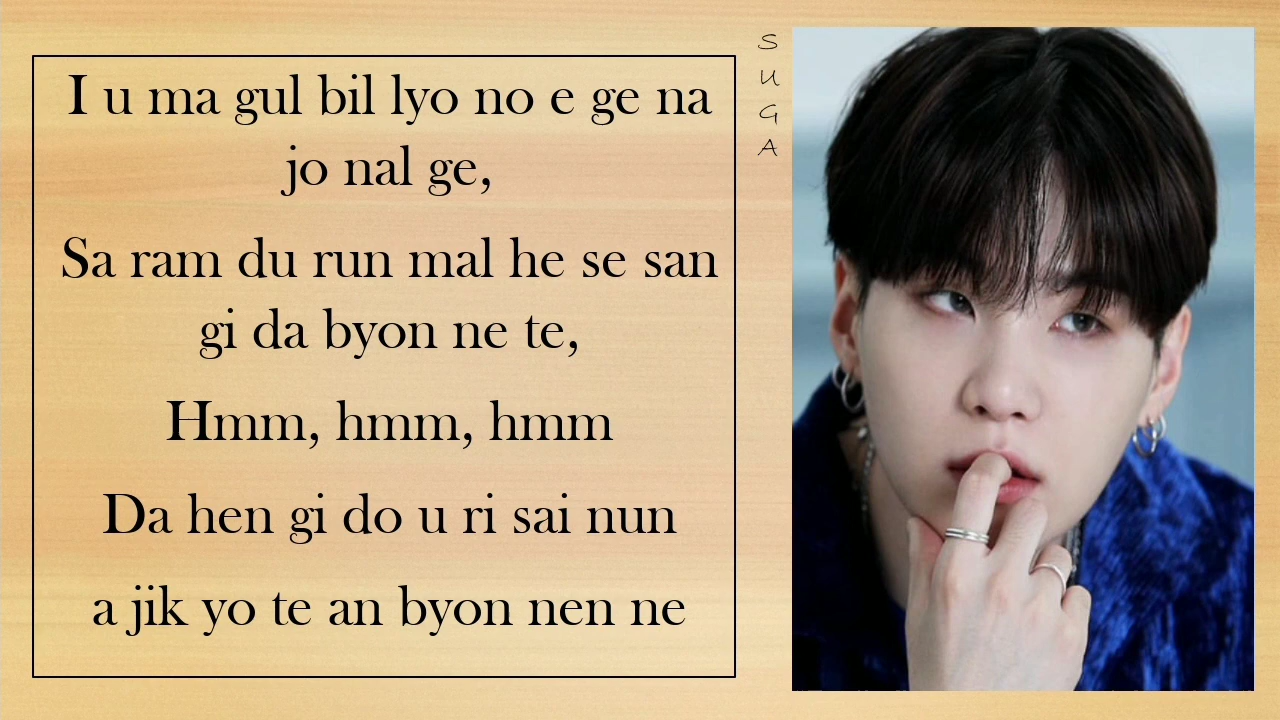 I u ma gul bil lyo no e ge na
jo nal ge,
Sa ram du run mal he se san
gi da byon ne te,
Hmm, hmm, hmm
Da hen gi do u ri sai nun
a jik yo te an byon nen ne
SUGA